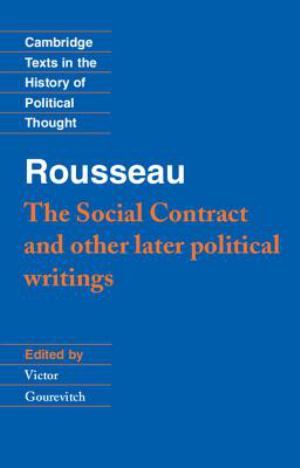 Cambridge
Texts in the
History of
Political
Thought
Rousseau
The Social Contract
and other later political
writings
Edited by
Victor
Gourevitch